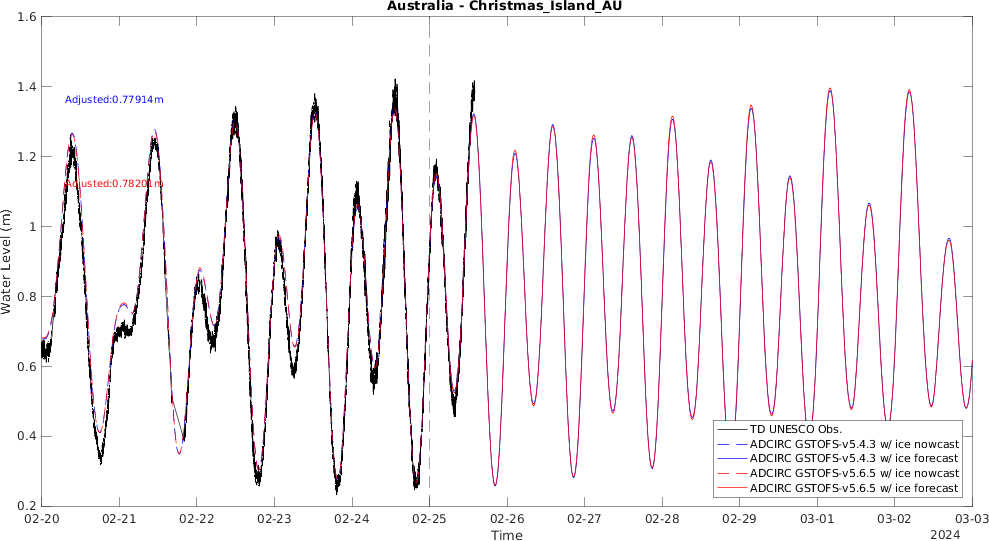 Australia - Christmas_Island_AU
1.6
1.4
1.2
1
0.8
0.6
0.4
0.2
Water Level (m)
Adjusted:0.77914m
Adjusted:0.78201m
TD UNESCO Obs.
ADCIRC GSTOFS-v5.4.3 w/ ice nowcast
ADCIRC GSTOFS-v5.4.3 w/ ice forecast
ADCIRC GSTOFS-v5.6.5 w/ ice nowcast
ADCIRC GSTOFS-v5.6.5 w/ ice forecast
02-20 02-21 02-22 02-23 02-24 02-25 02-26 02-27 02-28 02-29 03-01 03-02 03-03
Time
2024